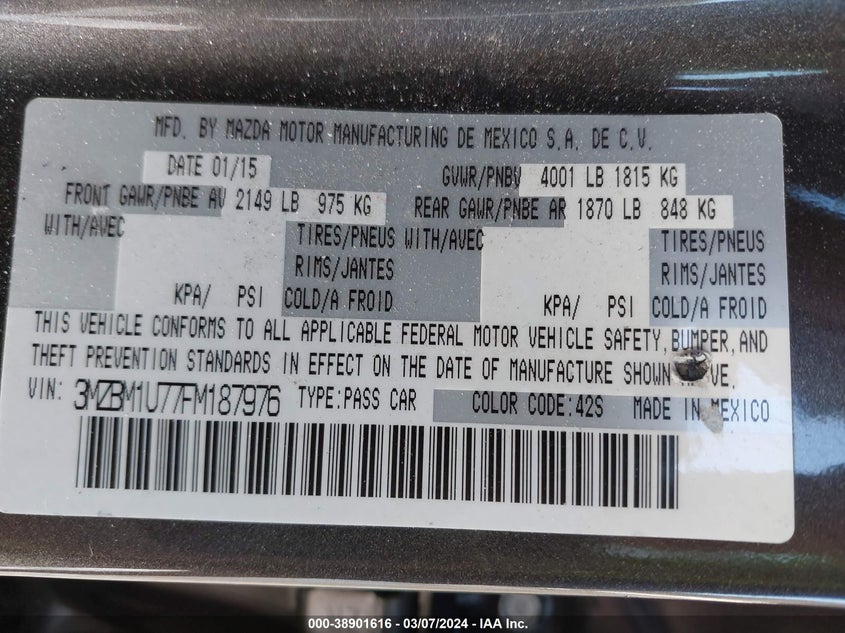 MFD. BY MAZDA MOTOR MANUFACTURING DE MEXICO S.A. DE C.V.
DATE 01/15 GVWR/PNBV 4001 LB 1815 KG
FRONT GAWR/PNBE AV 2149 LB 975 KG REAR GAWR/PNBE AR 1870 LB 848 KG
WITH/AVEC TIRES/PNEUS WITH/AVEC TIRES/PNEUS
RIMS/JANTES RIMS/JANTES
KPA/ PSI COLD/A FROID KPA/ PSI COLD/A FROID
THIS VEHICLE CONFORMS TO ALL APPLICABLE FEDERAL MOTOR VEHICLE SAFETY, BUMPER, AND
THEFT PREVENTION STANDARDS IN EFFECT ON THE DATE OF MANUFACTURE SHOWN
VIN: 3MZBM1U77FM187976 TYPE:PASS CAR COLOR CODE:42S MADE IN MEXICO
000-38901616 - 03/07/2024 - IAA Inc.